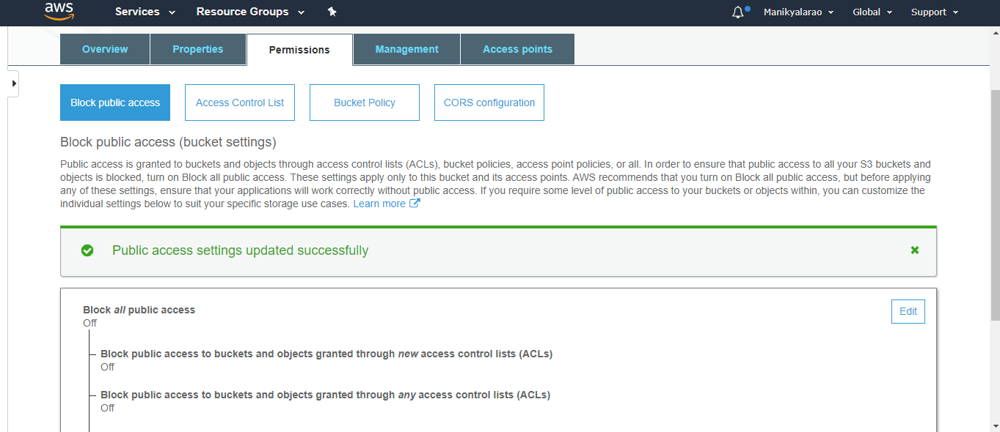 aws Services Resource Groups Manikyalarao Global Support
Overview Properties Permissions Management Access points
Block public access Access Control List Bucket Policy CORS configuration
Block public access (bucket settings)
Public access is granted to buckets and objects through access control lists (ACLs), bucket policies, access point policies, or all. In order to ensure that public access to all your S3 buckets and
objects is blocked, turn on Block all public access. These settings apply only to this bucket and its access points. AWS recommends that you turn on Block all public access, but before applying
any of these settings, ensure that your applications will work correctly without public access. If you require some level of public access to your buckets or objects within, you can customize the
individual settings below to suit your specific storage use cases. Learn more
Public access settings updated successfully
Block all public access
Edit
Off
Block public access to buckets and objects granted through new access control lists (ACLs)
Off
Block public access to buckets and objects granted through any access control lists (ACLs)
Off